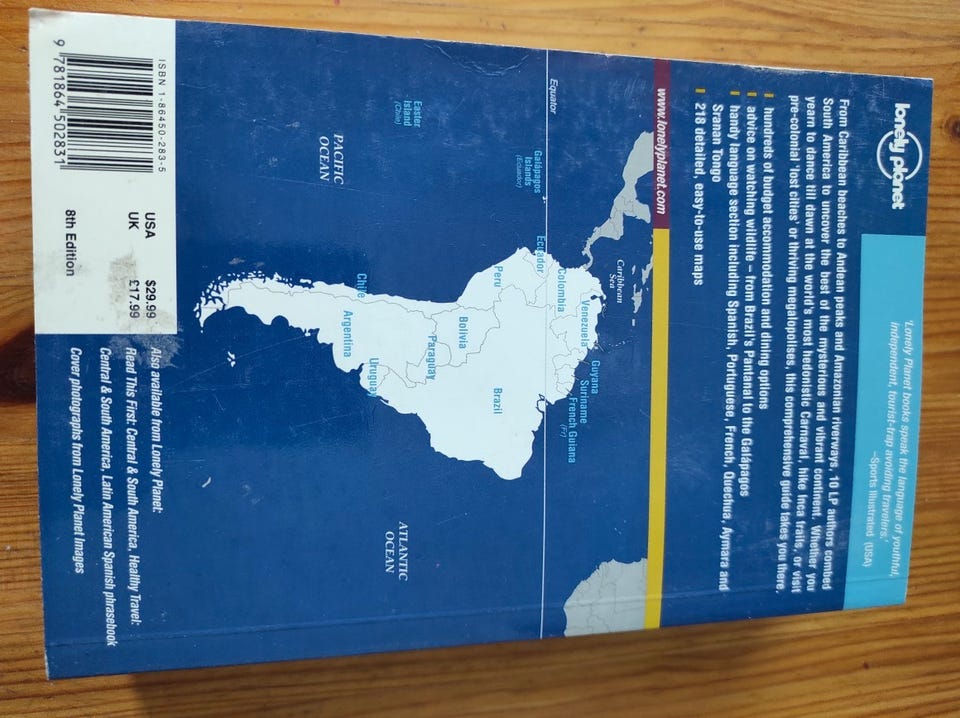 lonely planet
'Lonely Planet books speak the language of youthful,
independent, tourist-trap avoiding travelers.'
–Sports Illustrated (USA)
From Caribbean beaches to Andean peaks and Amazonian riverways, 10 LP authors combed
South America to uncover the best of the mysterious and vibrant continent. Whether you
yearn to dance till dawn at the world's most hedonistic Carnaval, hike Inca trails, or visit
pre-colonial 'lost cities' or thriving megalopolises, this comprehensive guide takes you there.
hundreds of budget accommodation and dining options
advice on watching wildlife – from Brazil's Pantanal to the Galápagos
handy language section including Spanish, Portuguese, French, Quechua, Aymara and
Sranan Tongo
218 detailed, easy-to-use maps
www.lonelyplanet.com
Caribbean
Sea
Equator
Galápagos
Islands
(Ecuador)
Ecuador
Colombia
Venezuela
Guyana
Suriname
French Guiana
(Fr)
Peru
Brazil
Bolivia
Paraguay
Easter
Island
(Chile)
Chile
Argentina
Uruguay
PACIFIC
OCEAN
ATLANTIC
OCEAN
ISBN 1-86450-283-5
9 781864 502831
USA $29.99
UK £17.99
8th Edition
Also available from Lonely Planet:
Read This First: Central & South America, Healthy Travel:
Central & South America, Latin American Spanish phrasebook
Cover photographs from Lonely Planet Images